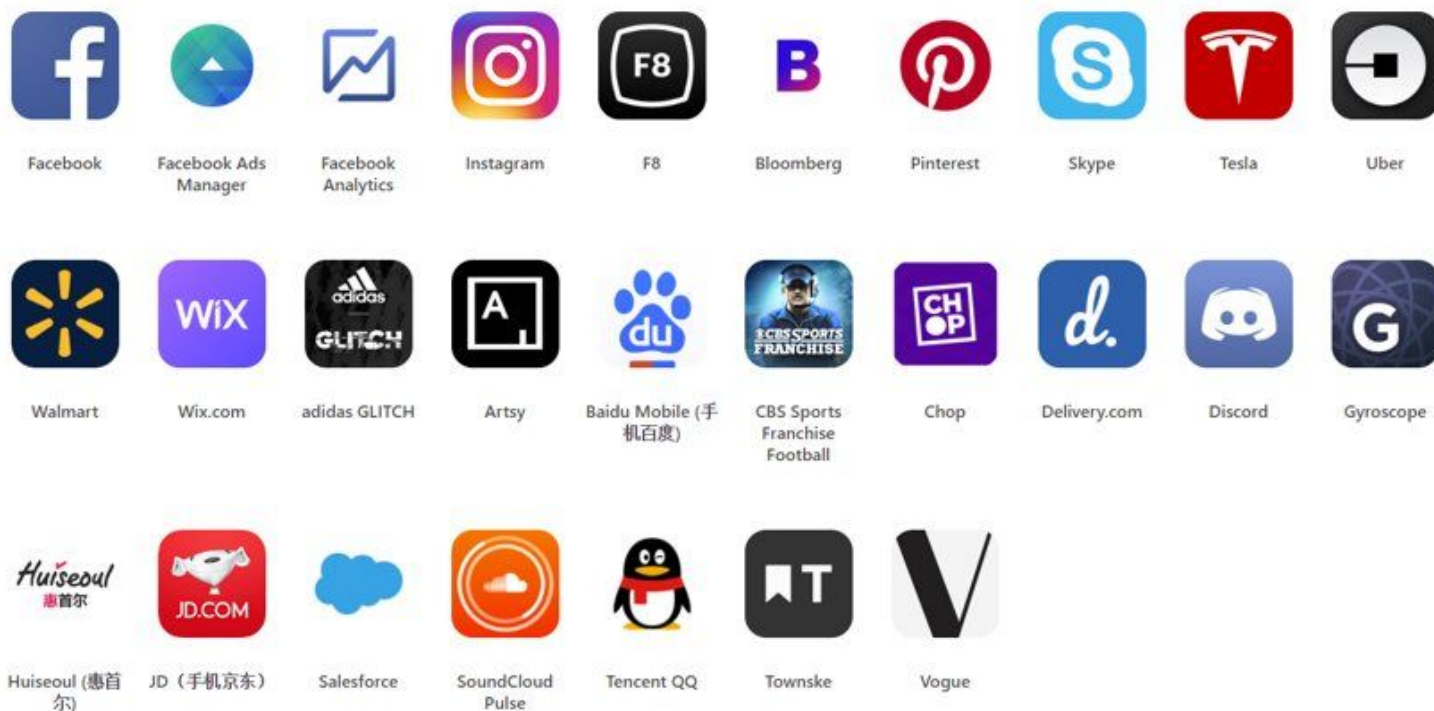 f
F8
B
p
S
T
Facebook
Facebook Ads
Manager
Facebook
Analytics
Instagram
F8
Bloomberg
Pinterest
Skype
Tesla
Uber
WiX
adidas
GLITCH
A
du
CBS SPORTS
FRANCHISE
CH
OP
d.
G
Walmart
Wix.com
adidas GLITCH
Artsy
Baidu Mobile (手
机百度)
CBS Sports
Franchise
Football
Chop
Delivery.com
Discord
Gyroscope
Huiseoul
惠首尔
JD.COM
T
V
Huiseoul (惠首
尔)
JD（手机京东）
Salesforce
SoundCloud
Pulse
Tencent QQ
Townske
Vogue